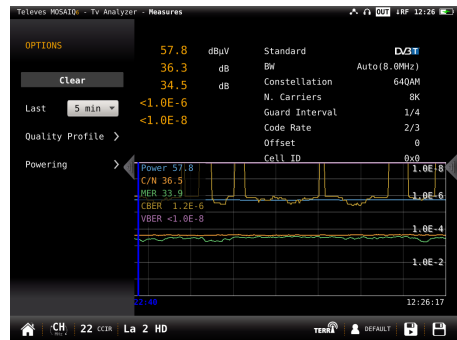 Televes MOSAIQ6 - Tv Analyzer - Measures OUT ↓RF 12:26
OPTIONS
Clear
Last 5 min
Quality Profile
Powering
57.8 dBμV
36.3 dB
34.5 dB
<1.0E-6
<1.0E-8
Standard DVB T
BW Auto(8.0MHz)
Constellation 64QAM
N. Carriers 8K
Guard Interval 1/4
Code Rate 2/3
Offset 0
Cell ID 0x0
Power 57.8
C/N 36.5
MER 33.9
CBER 1.2E-6
VBER <1.0E-8
1.0E-8
1.0E-6
1.0E-4
1.0E-2
12:26:17
CH 22 CCIR La 2 HD TERR DEFAULT